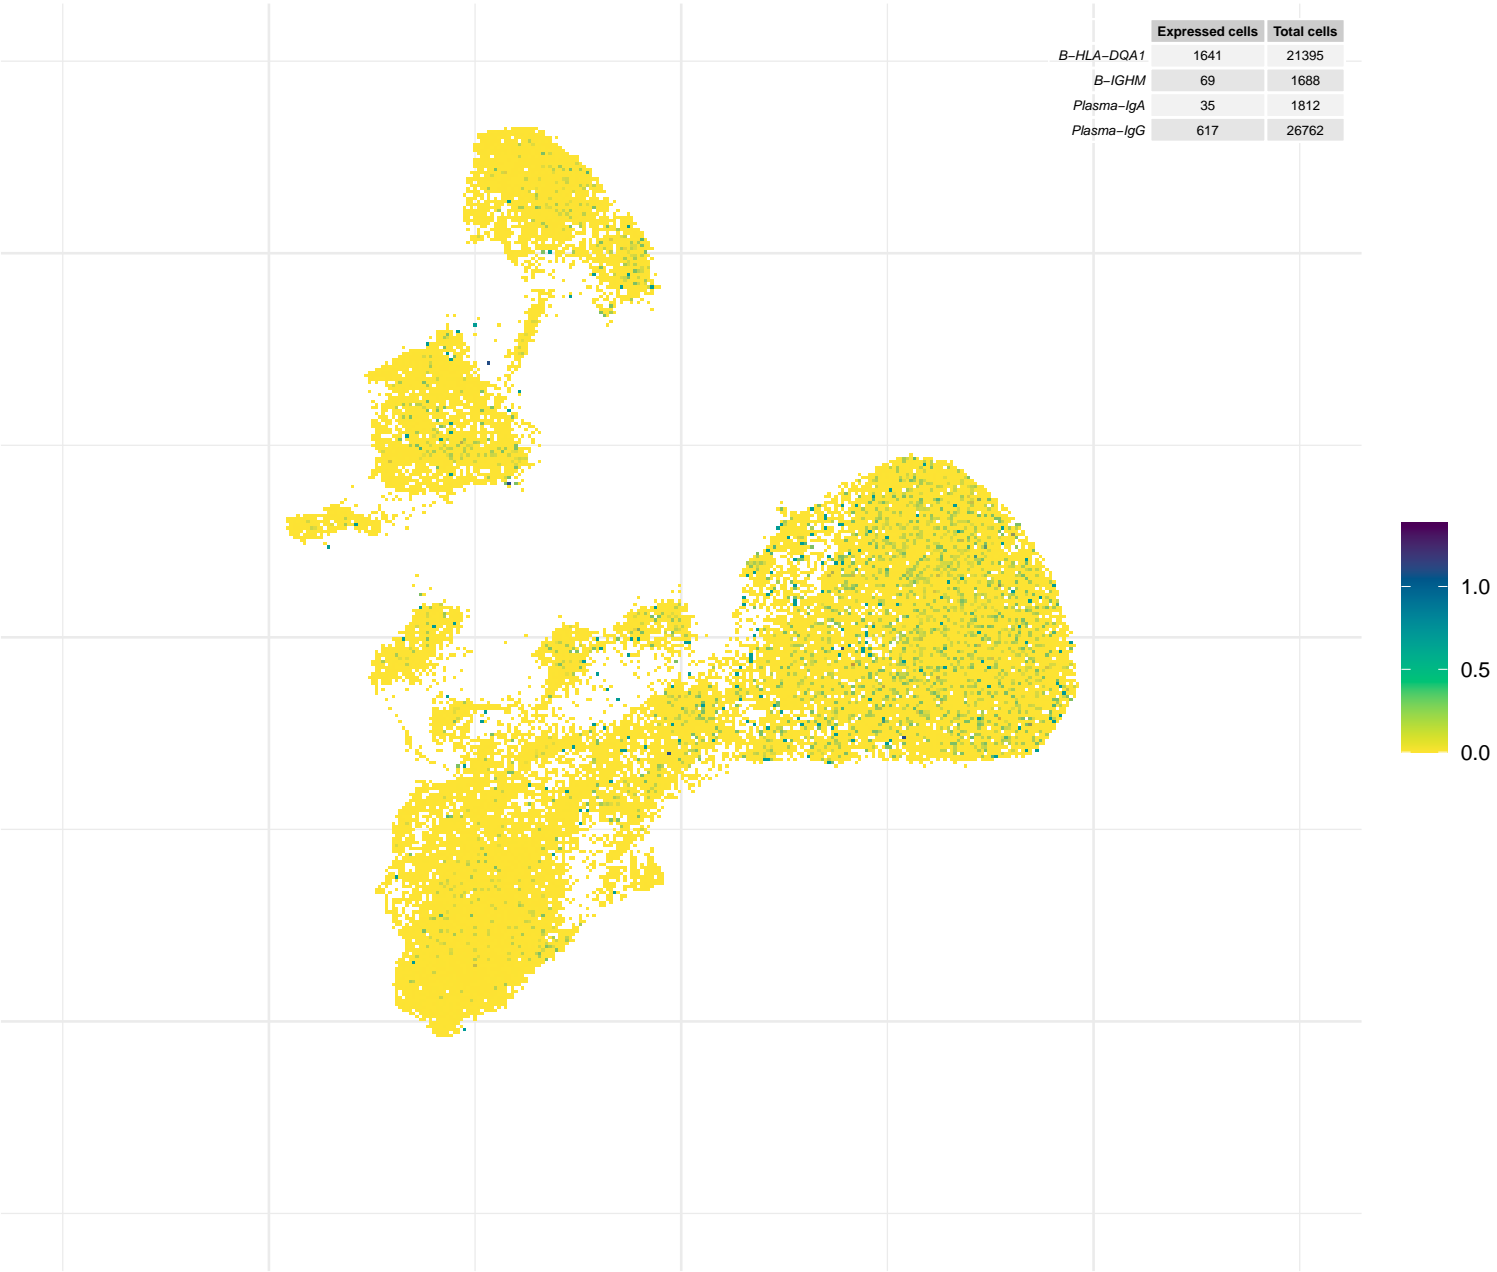 Expressed cells Total cells
B−HLA−DQA1 1641 21395
B−IGHM 69 1688
Plasma−IgA 35 1812
Plasma−IgG 617 26762
1.0
0.5
0.0